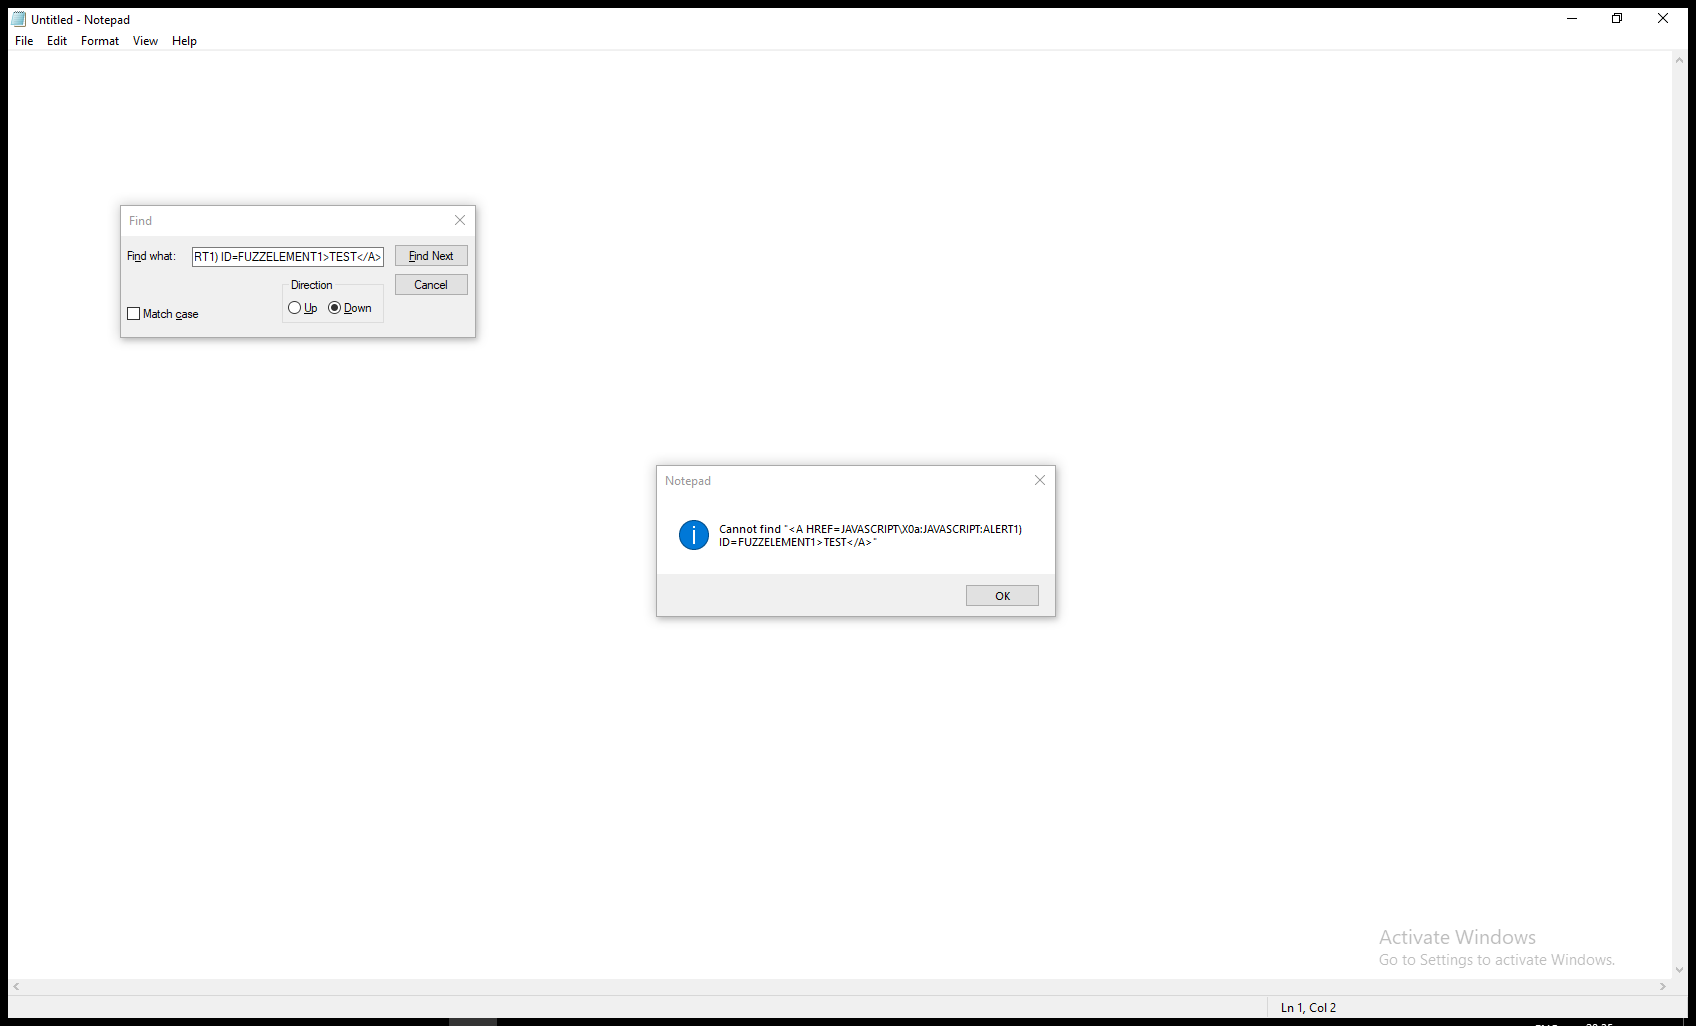 Untitled - Notepad
File Edit Format View Help
Find
Find what: RT1) ID=FUZZELEMENT1>TEST</A> Find Next
Direction Cancel
Up Down
Match case
Notepad
Cannot find "<A HREF=JAVASCRIPT\X0a:JAVASCRIPT:ALERT1)
ID=FUZZELEMENT1>TEST</A>"
OK
Activate Windows
Go to Settings to activate Windows.
Ln 1, Col 2